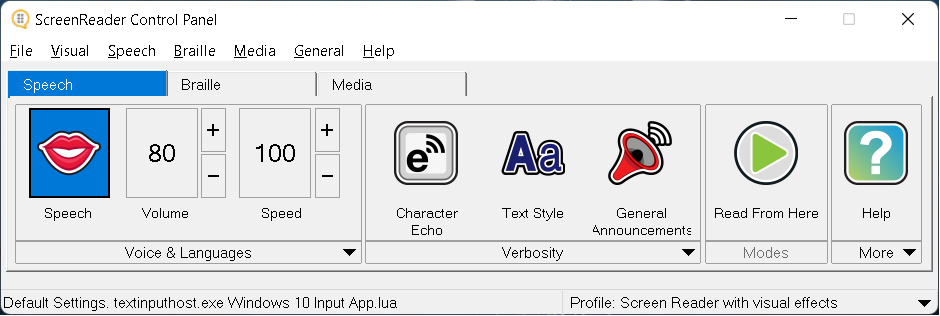 ScreenReader Control Panel
File Visual Speech Braille Media General Help
Speech Braille Media
80 + - 100 + -
e Aa ?
Speech Volume Speed Character Echo Text Style General Announcements Read From Here Help
Voice & Languages Verbosity Modes More
Default Settings. textinputhost.exe Windows 10 Input App.lua Profile: Screen Reader with visual effects